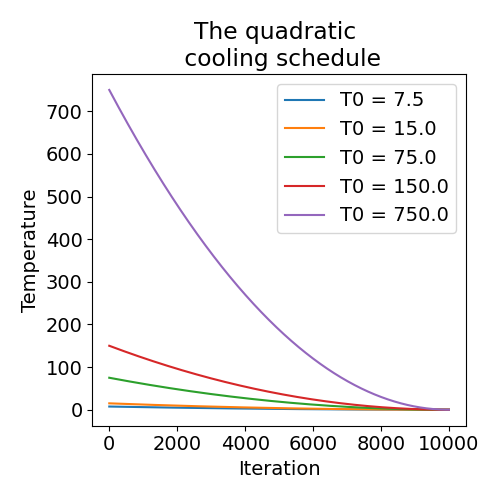 The quadratic
cooling schedule
T0 = 7.5
T0 = 15.0
T0 = 75.0
T0 = 150.0
T0 = 750.0
Temperature
700
600
500
400
300
200
100
0
0 2000 4000 6000 8000 10000
Iteration